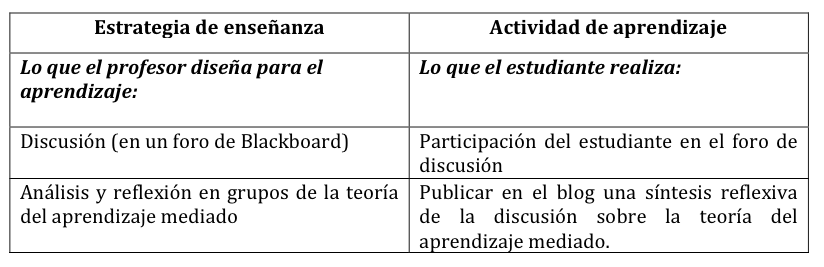 Estrategia de enseñanza
Actividad de aprendizaje
Lo que el profesor diseña para el
aprendizaje:
Lo que el estudiante realiza:
Discusión (en un foro de Blackboard)
Participación del estudiante en el foro de
discusión
Análisis y reflexión en grupos de la teoría
del aprendizaje mediado
Publicar en el blog una síntesis reflexiva
de la discusión sobre la teoría del
aprendizaje mediado.